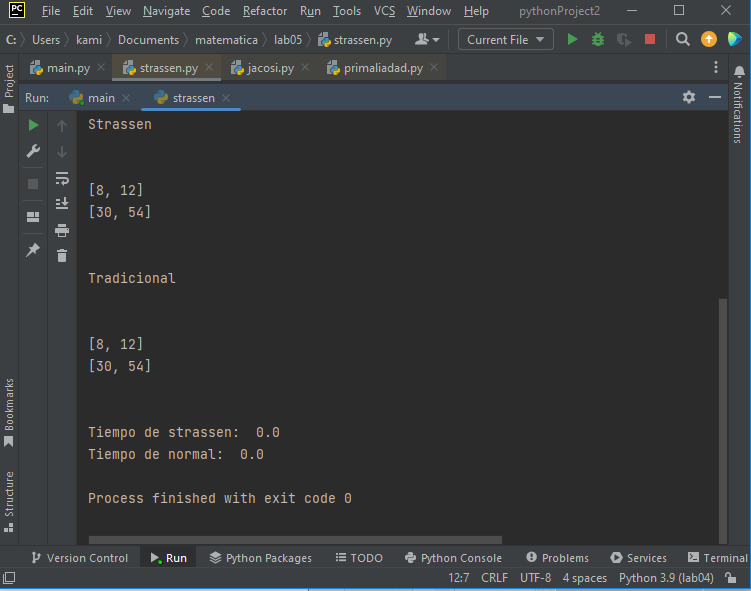 PC File Edit View Navigate Code Refactor Run Tools VCS Window Help pythonProject2
C: Users kami Documents matematica lab05 strassen.py Current File
main.py strassen.py jacosi.py primaliadad.py
Project
Run: main strassen
Notifications
Strassen
[8, 12]
[30, 54]
Tradicional
[8, 12]
[30, 54]
Tiempo de strassen:  0.0
Tiempo de normal:  0.0
Process finished with exit code 0
Bookmarks
Structure
Version Control Run Python Packages TODO Python Console Problems Services Terminal
12:7 CRLF UTF-8 4 spaces Python 3.9 (lab04)